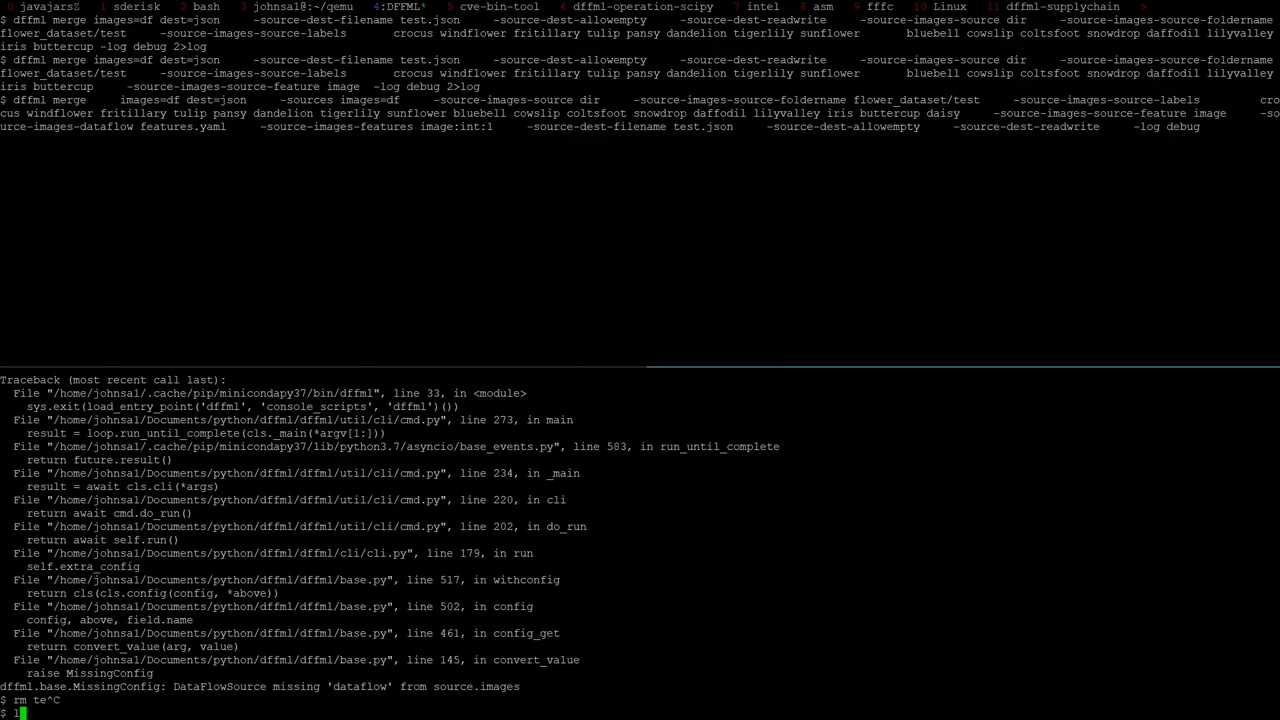 0 javajarsZ 1 sderisk 2 bash 3 johnsa1@:~/qemu 4:DFFML* 5 cve-bin-tool 6 dffml-operation-scipy 7 intel 8 asm 9 fffc 10 Linux 11 dffml-supplychain >
$ dffml merge images=df dest=json -source-dest-filename test.json -source-dest-allowempty -source-dest-readwrite -source-images-source dir -source-images-source-foldername
flower_dataset/test -source-images-source-labels crocus windflower fritillary tulip pansy dandelion tigerlily sunflower bluebell cowslip coltsfoot snowdrop daffodil lilyvalley
iris buttercup -log debug 2>log
$ dffml merge images=df dest=json -source-dest-filename test.json -source-dest-allowempty -source-dest-readwrite -source-images-source dir -source-images-source-foldername
flower_dataset/test -source-images-source-labels crocus windflower fritillary tulip pansy dandelion tigerlily sunflower bluebell cowslip coltsfoot snowdrop daffodil lilyvalley
iris buttercup -source-images-source-feature image -log debug 2>log
$ dffml merge images=df dest=json -sources images=df -source-images-source dir -source-images-source-foldername flower_dataset/test -source-images-source-labels cro
cus windflower fritillary tulip pansy dandelion tigerlily sunflower bluebell cowslip coltsfoot snowdrop daffodil lilyvalley iris buttercup daisy -source-images-source-feature image -so
urce-images-dataflow features.yaml -source-images-features image:int:1 -source-dest-filename test.json -source-dest-allowempty -source-dest-readwrite -log debug
Traceback (most recent call last):
File "/home/johnsa1/.cache/pip/minicondapy37/bin/dffml", line 33, in <module>
sys.exit(load_entry_point('dffml', 'console_scripts', 'dffml')())
File "/home/johnsa1/Documents/python/dffml/dffml/util/cli/cmd.py", line 273, in main
result = loop.run_until_complete(cls._main(*argv[1:]))
File "/home/johnsa1/.cache/pip/minicondapy37/lib/python3.7/asyncio/base_events.py", line 583, in run_until_complete
return future.result()
File "/home/johnsa1/Documents/python/dffml/dffml/util/cli/cmd.py", line 234, in _main
result = await cls.cli(*args)
File "/home/johnsa1/Documents/python/dffml/dffml/util/cli/cmd.py", line 220, in cli
return await cmd.do_run()
File "/home/johnsa1/Documents/python/dffml/dffml/util/cli/cmd.py", line 202, in do_run
return await self.run()
File "/home/johnsa1/Documents/python/dffml/dffml/cli/cli.py", line 179, in run
self.extra_config
File "/home/johnsa1/Documents/python/dffml/dffml/base.py", line 517, in withconfig
return cls(cls.config(config, *above))
File "/home/johnsa1/Documents/python/dffml/dffml/base.py", line 502, in config
config, above, field.name
File "/home/johnsa1/Documents/python/dffml/dffml/base.py", line 461, in config_get
return convert_value(arg, value)
File "/home/johnsa1/Documents/python/dffml/dffml/base.py", line 145, in convert_value
raise MissingConfig
dffml.base.MissingConfig: DataFlowSource missing 'dataflow' from source.images
$ rm te^C
$ l